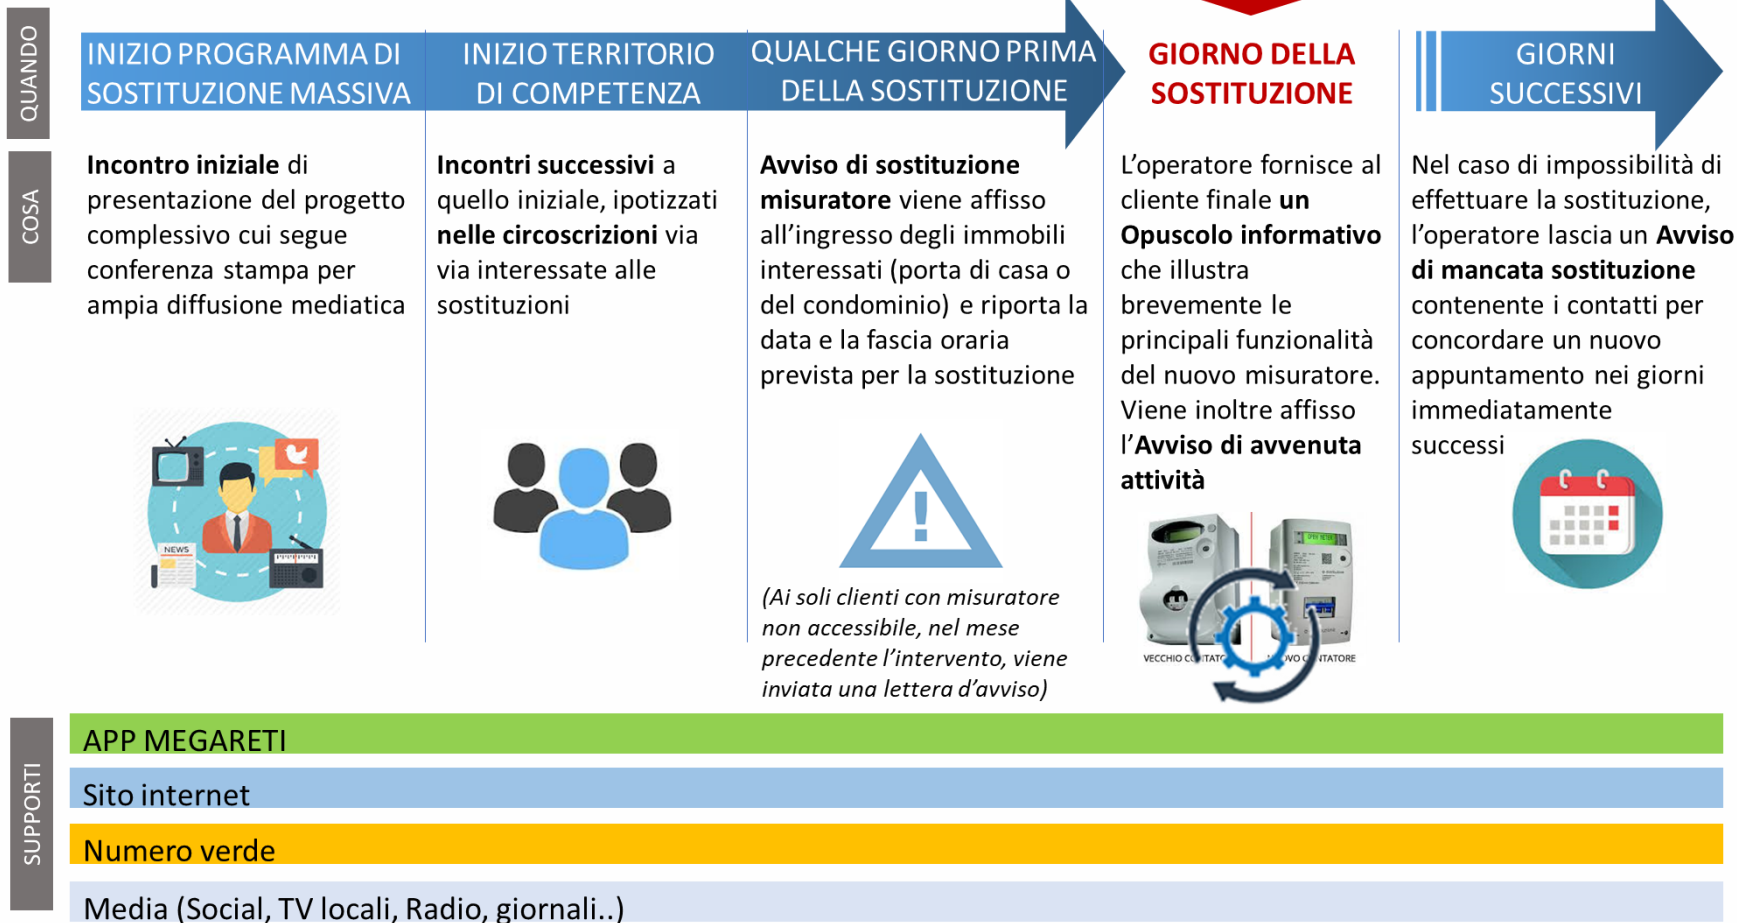 QUANDO
INIZIO PROGRAMMA DI
SOSTITUZIONE MASSIVA
INIZIO TERRITORIO
DI COMPETENZA
QUALCHE GIORNO PRIMA
DELLA SOSTITUZIONE
GIORNO DELLA
SOSTITUZIONE
GIORNI
SUCCESSIVI
COSA
Incontro iniziale di
presentazione del progetto
complessivo cui segue
conferenza stampa per
ampia diffusione mediatica
NEWS
Incontri successivi a
quello iniziale, ipotizzati
nelle circoscrizioni via
via interessate alle
sostituzioni
Avviso di sostituzione
misuratore viene affisso
all’ingresso degli immobili
interessati (porta di casa o
del condominio) e riporta la
data e la fascia oraria
prevista per la sostituzione
!
(Ai soli clienti con misuratore
non accessibile, nel mese
precedente l’intervento, viene
inviata una lettera d’avviso)
L’operatore fornisce al
cliente finale un
Opuscolo informativo
che illustra
brevemente le
principali funzionalità
del nuovo misuratore.
Viene inoltre affisso
l’Avviso di avvenuta
attività
OPEN METER
VECCHIO CONTAT
OVO CONTATORE
Nel caso di impossibilità di
effettuare la sostituzione,
l’operatore lascia un Avviso
di mancata sostituzione
contenente i contatti per
concordare un nuovo
appuntamento nei giorni
immediatamente
successi
SUPPORTI
APP MEGARETI
Sito internet
Numero verde
Media (Social, TV locali, Radio, giornali..)